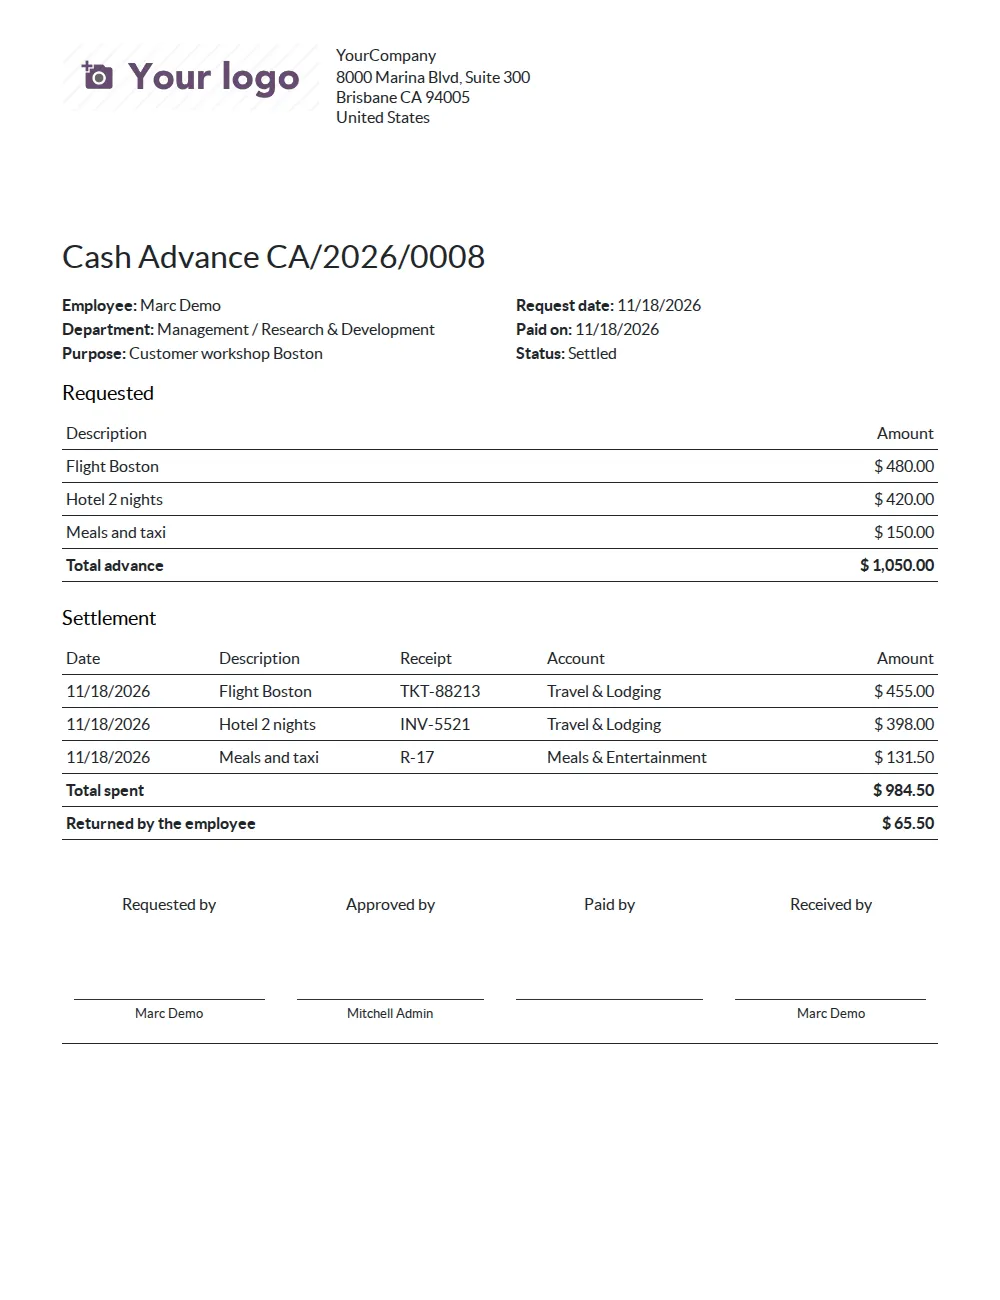 Your logo
YourCompany
8000 Marina Blvd, Suite 300
Brisbane CA 94005
United States
Cash Advance CA/2026/0008
Employee: Marc Demo
Department: Management / Research & Development
Purpose: Customer workshop Boston
Request date: 11/18/2026
Paid on: 11/18/2026
Status: Settled
Requested
Description Amount
Flight Boston $ 480.00
Hotel 2 nights $ 420.00
Meals and taxi $ 150.00
Total advance $ 1,050.00
Settlement
Date Description Receipt Account Amount
11/18/2026 Flight Boston TKT-88213 Travel & Lodging $ 455.00
11/18/2026 Hotel 2 nights INV-5521 Travel & Lodging $ 398.00
11/18/2026 Meals and taxi R-17 Meals & Entertainment $ 131.50
Total spent $ 984.50
Returned by the employee $ 65.50
Requested by Approved by Paid by Received by
Marc Demo Mitchell Admin Marc Demo